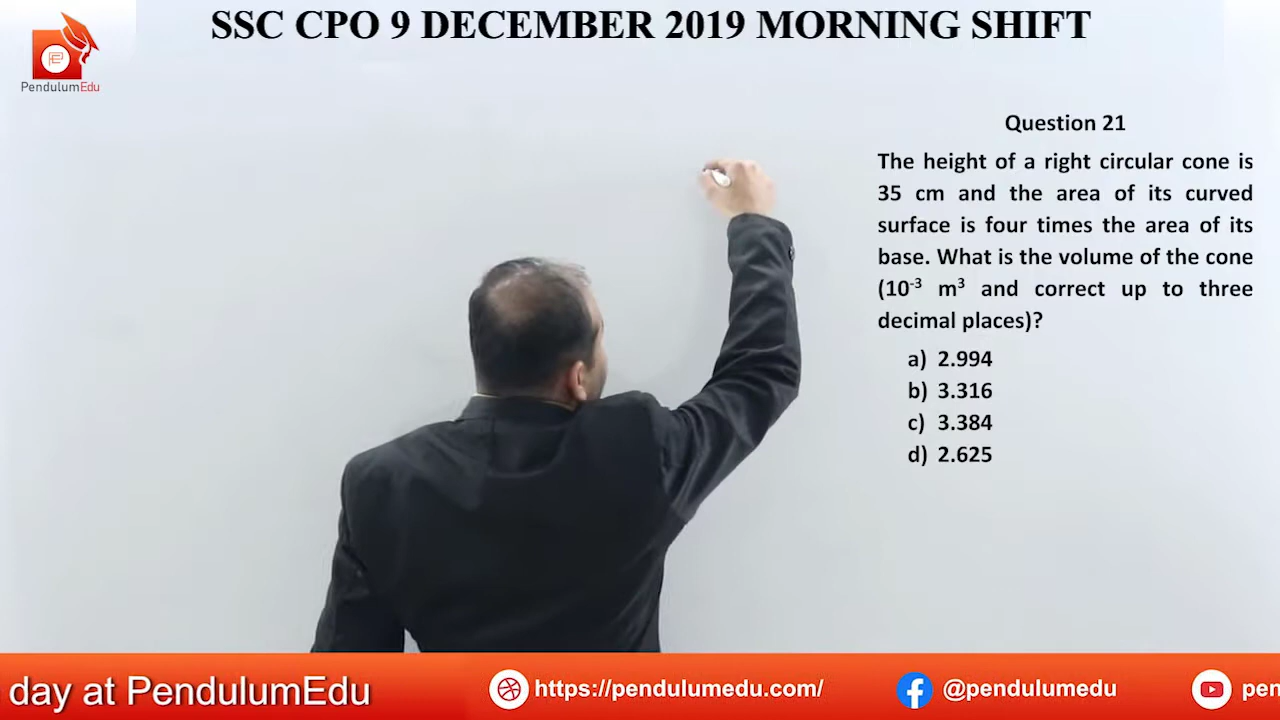 SSC CPO 9 DECEMBER 2019 MORNING SHIFT
PendulumEdu
Question 21
The height of a right circular cone is
35 cm and the area of its curved
surface is four times the area of its
base. What is the volume of the cone
(10⁻³ m³ and correct up to three
decimal places)?
a) 2.994
b) 3.316
c) 3.384
d) 2.625
day at PendulumEdu https://pendulumedu.com/ @pendulumedu pen